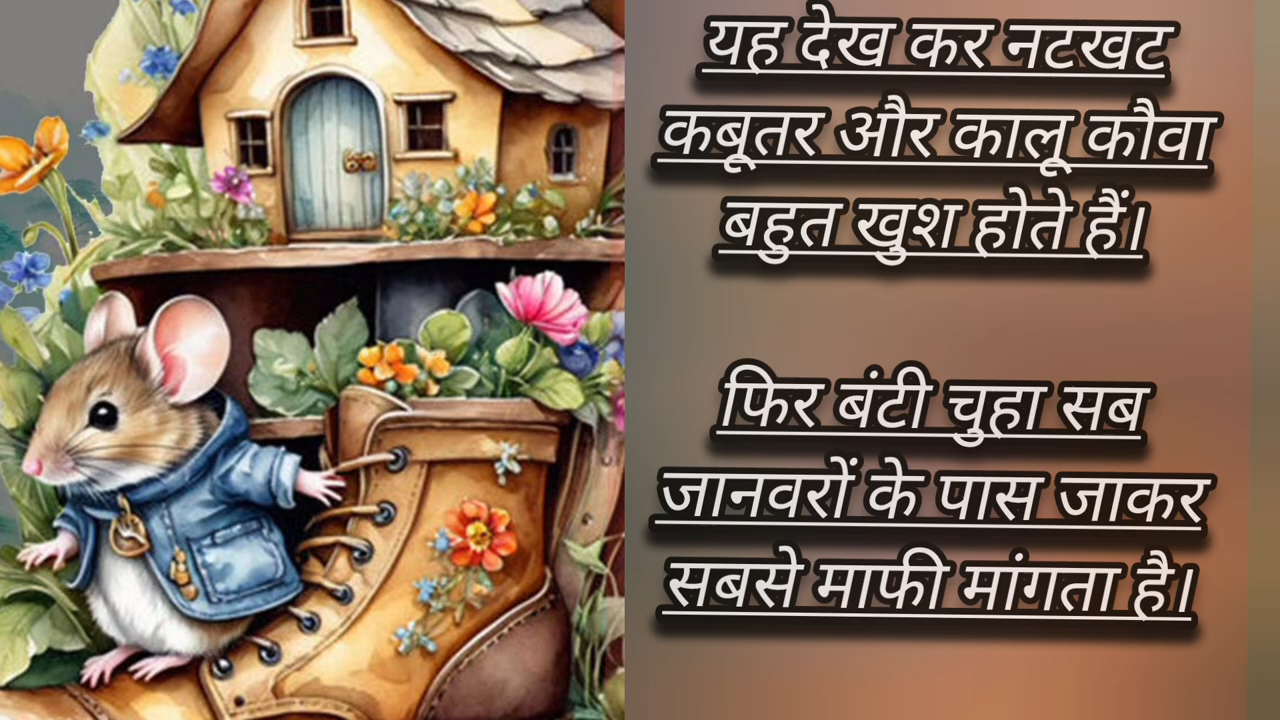 यह देख कर नटखट
कबूतर और कालू कौवा
बहुत खुश होते हैं।
फिर बंटी चुहा सब
जानवरों के पास जाकर
सबसे माफी मांगता है।